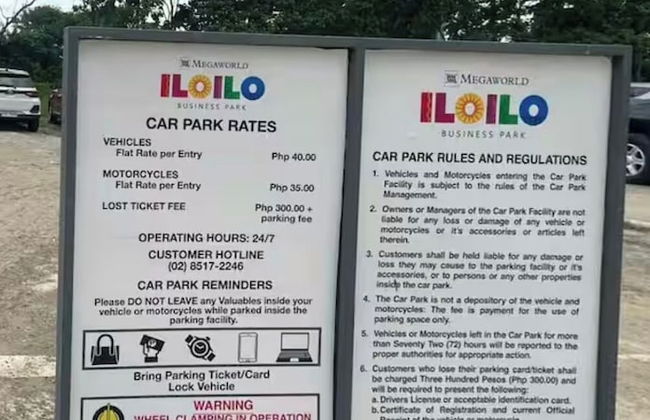 MEGAWORLD
ILOILO
BUSINESS PARK
CAR PARK RATES
VEHICLES
Flat Rate per Entry Php 40.00
MOTORCYCLES
Flat Rate per Entry Php 35.00
LOST TICKET FEE Php 300.00 +
parking fee
OPERATING HOURS: 24/7
CUSTOMER HOTLINE
(02) 8517-2246
CAR PARK REMINDERS
Please DO NOT LEAVE any Valuables inside your
vehicle or motorcycles while parked inside the
parking facility.
Bring Parking Ticket/Card
Lock Vehicle
WARNING
WHEEL CLAMPING IN OPERATION
MEGAWORLD
ILOILO
BUSINESS PARK
CAR PARK RULES AND REGULATIONS
1. Vehicles and Motorcycles entering the Car Park
Facility is subject to the rules of the Car Park
Management.
2. Owners or Managers of the Car Park Facility are not
liable for any loss or damage of any vehicle or
motorcycles or it's accessories or articles left
therein.
3. Customers shall be held liable for any damage or
loss they may cause to the parking facility or it's
accessories, or to persons or any other properties
inside the car park.
4. The Car Park is not a depository of the vehicle and
motorcycles: The fee is payment for the use of
parking space only.
5. Vehicles or Motorcycles left in the Car Park for more
than Seventy Two (72) hours will be reported to the
proper authorities for appropriate action.
6. Customers who lose their parking card/ticket shall
be charged Three Hundred Pesos (Php 300.00) and
will be required to present the following:
a. Drivers License or acceptable identification card.
b. Certificate of Registration and current Official
Receipt of the vehicle or motorcycle